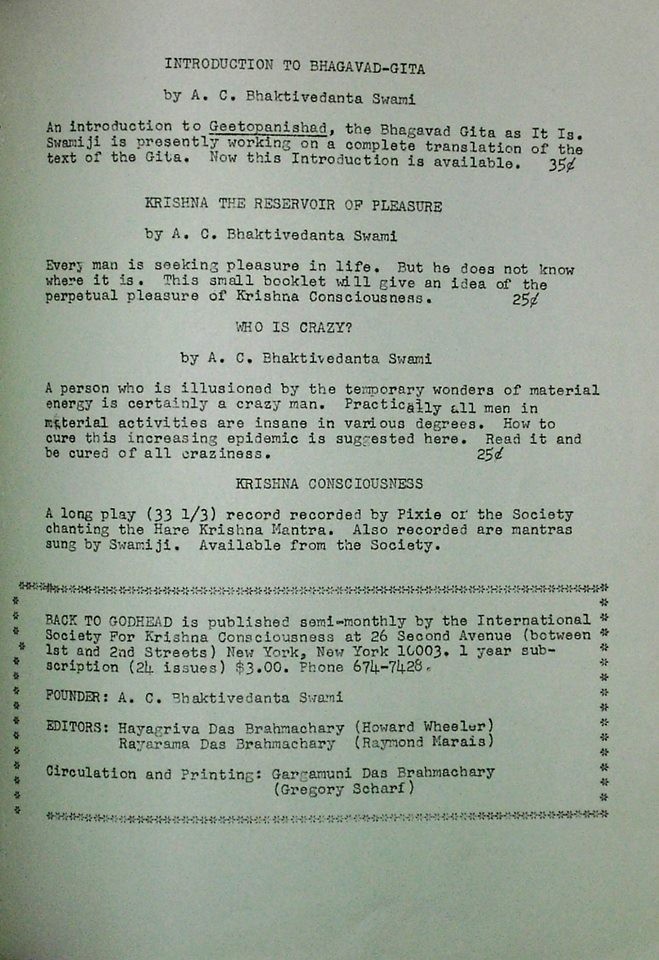 INTRODUCTION TO BHAGAVAD-GITA
by A. C. Bhaktivedanta Swami
An introduction to Geetopanishad, the Bhagavad Gita as It Is.
Swamiji is presently working on a complete translation of the
text of the Gita. Now this Introduction is available. 35¢
KRISHNA THE RESERVOIR OF PLEASURE
by A. C. Bhaktivedanta Swami
Every man is seeking pleasure in life. But he does not know
where it is. This small booklet will give an idea of the
perpetual pleasure of Krishna Consciousness. 25¢
WHO IS CRAZY?
by A. C. Bhaktivedanta Swami
A person who is illusioned by the temporary wonders of material
energy is certainly a crazy man. Practically all men in
material activities are insane in various degrees. How to
cure this increasing epidemic is suggested here. Read it and
be cured of all craziness. 25¢
KRISHNA CONSCIOUSNESS
A long play (33 1/3) record recorded by Pixie of the Society
chanting the Hare Krishna Mantra. Also recorded are mantras
sung by Swamiji. Available from the Society.
BACK TO GODHEAD is published semi-monthly by the International
Society For Krishna Consciousness at 26 Second Avenue (between
1st and 2nd Streets) New York, New York 10003. 1 year sub-
scription (24 issues) $3.00. Phone 674-7428.
FOUNDER: A. C. Bhaktivedanta Swami
EDITORS: Hayagriva Das Brahmachary (Howard Wheeler)
Rayarama Das Brahmachary (Raymond Marais)
Circulation and Printing: Gargamuni Das Brahmachary
(Gregory Scharf)